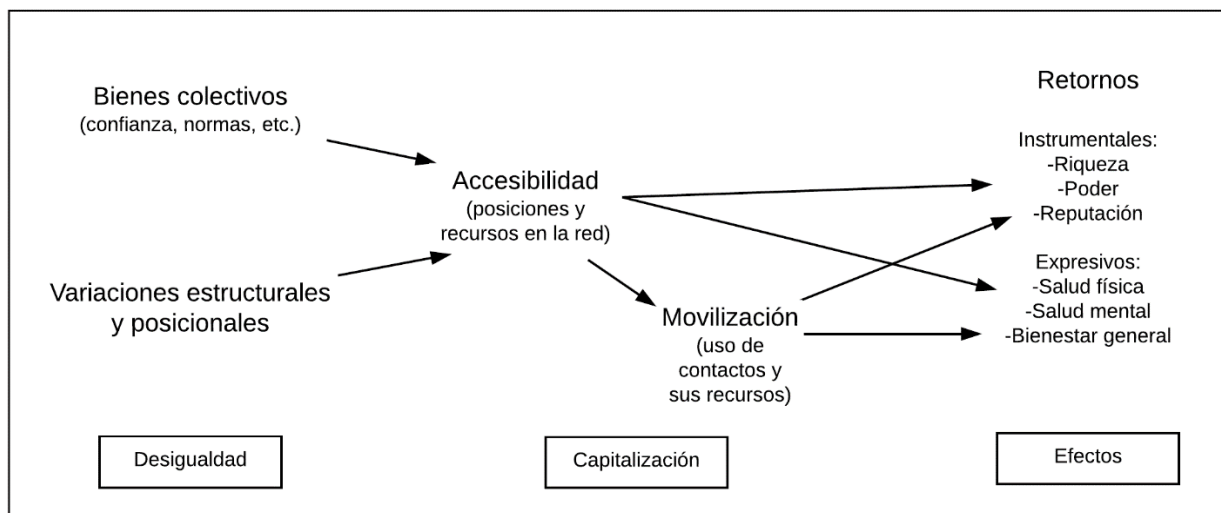 Bienes colectivos
(confianza, normas, etc.)
Variaciones estructurales
y posicionales
Accesibilidad
(posiciones y
recursos en la red)
Movilización
(uso de
contactos y
sus recursos)
Retornos
Instrumentales:
-Riqueza
-Poder
-Reputación
Expresivos:
-Salud física
-Salud mental
-Bienestar general
Desigualdad
Capitalización
Efectos